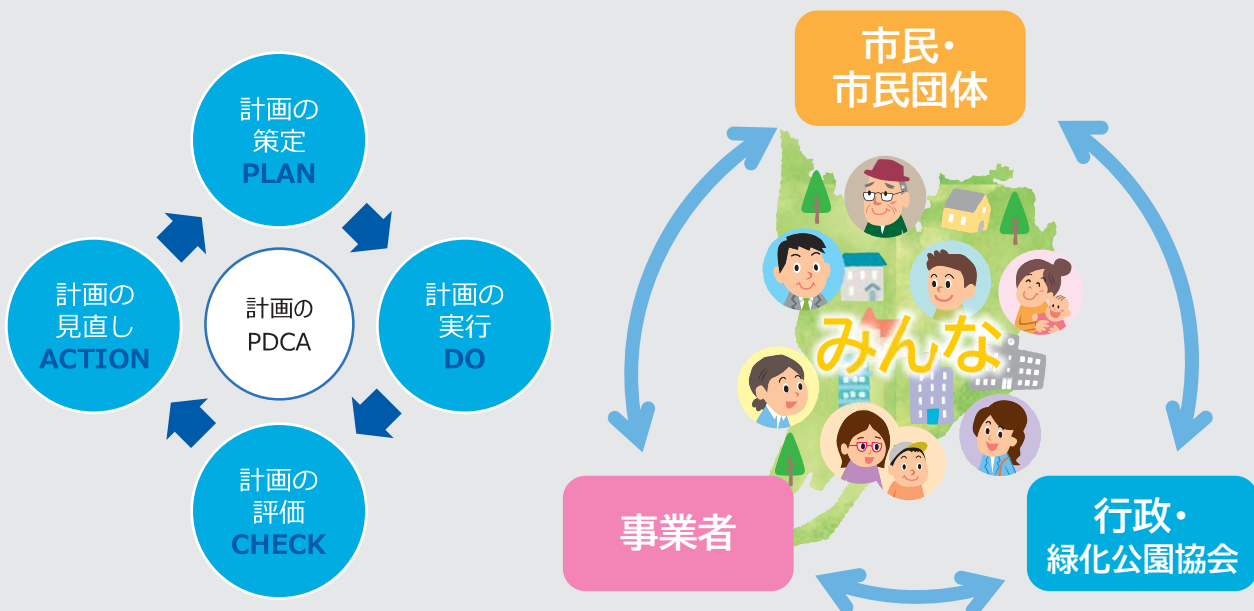 計画の
策定
PLAN
計画の
実行
DO
計画の
評価
CHECK
計画の
見直し
ACTION
計画の
PDCA
市民・
市民団体
みんな
事業者
行政・
緑化公園協会